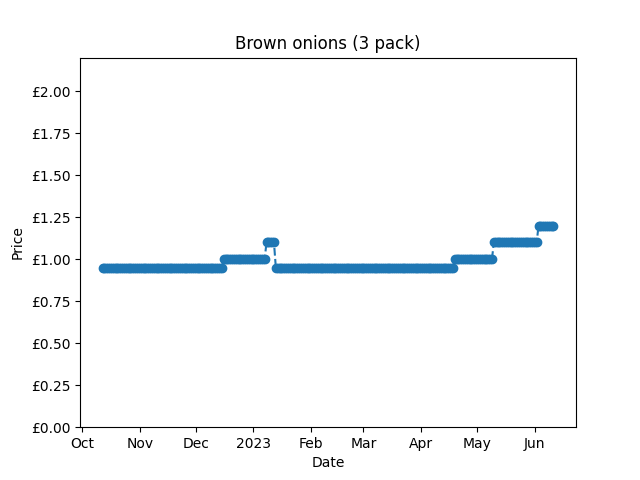 Brown onions (3 pack)
£2.00
£1.75
£1.50
£1.25
£1.00
£0.75
£0.50
£0.25
£0.00
Price
Oct Nov Dec 2023 Feb Mar Apr May Jun
Date